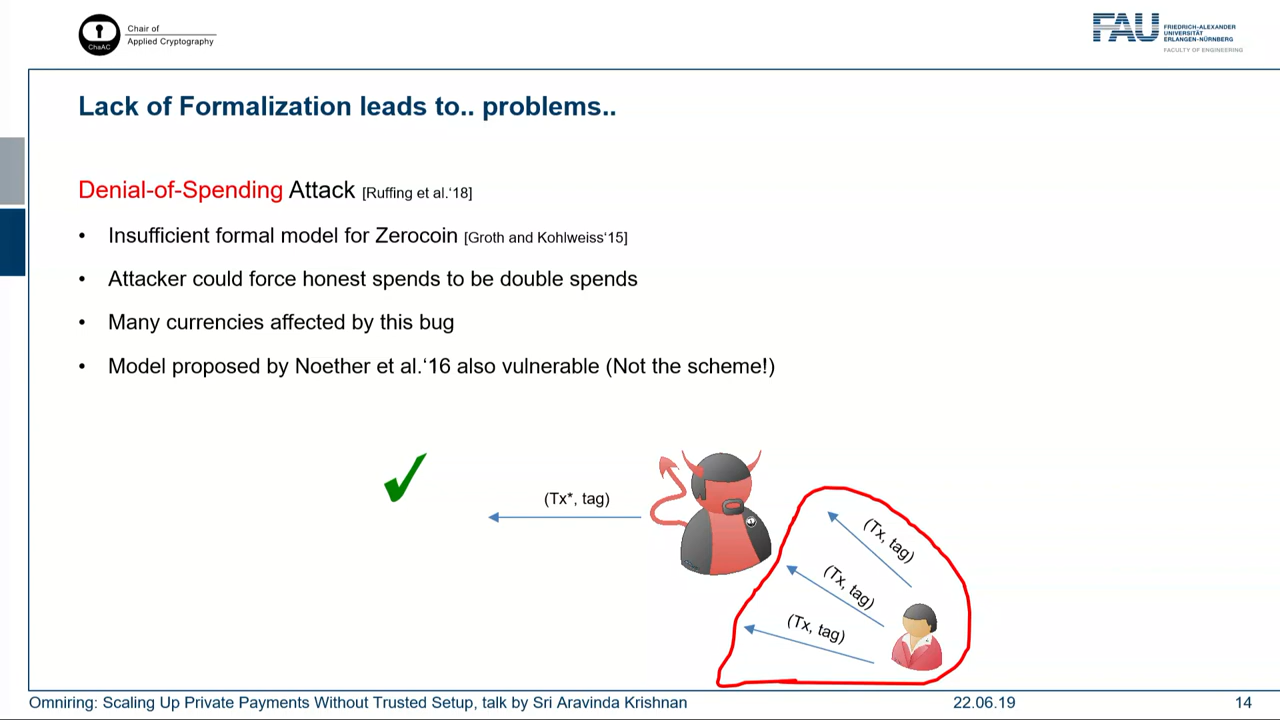 ChaAC
Chair of
Applied Cryptography
FAU
FRIEDRICH-ALEXANDER
UNIVERSITÄT
ERLANGEN-NÜRNBERG
FACULTY OF ENGINEERING
Lack of Formalization leads to.. problems..
Denial-of-Spending Attack [Ruffing et al.‘18]
• Insufficient formal model for Zerocoin [Groth and Kohlweiss‘15]
• Attacker could force honest spends to be double spends
• Many currencies affected by this bug
• Model proposed by Noether et al.‘16 also vulnerable (Not the scheme!)
(Tx*, tag)
(Tx, tag)
(Tx, tag)
(Tx, tag)
Omniring: Scaling Up Private Payments Without Trusted Setup, talk by Sri Aravinda Krishnan
22.06.19
14